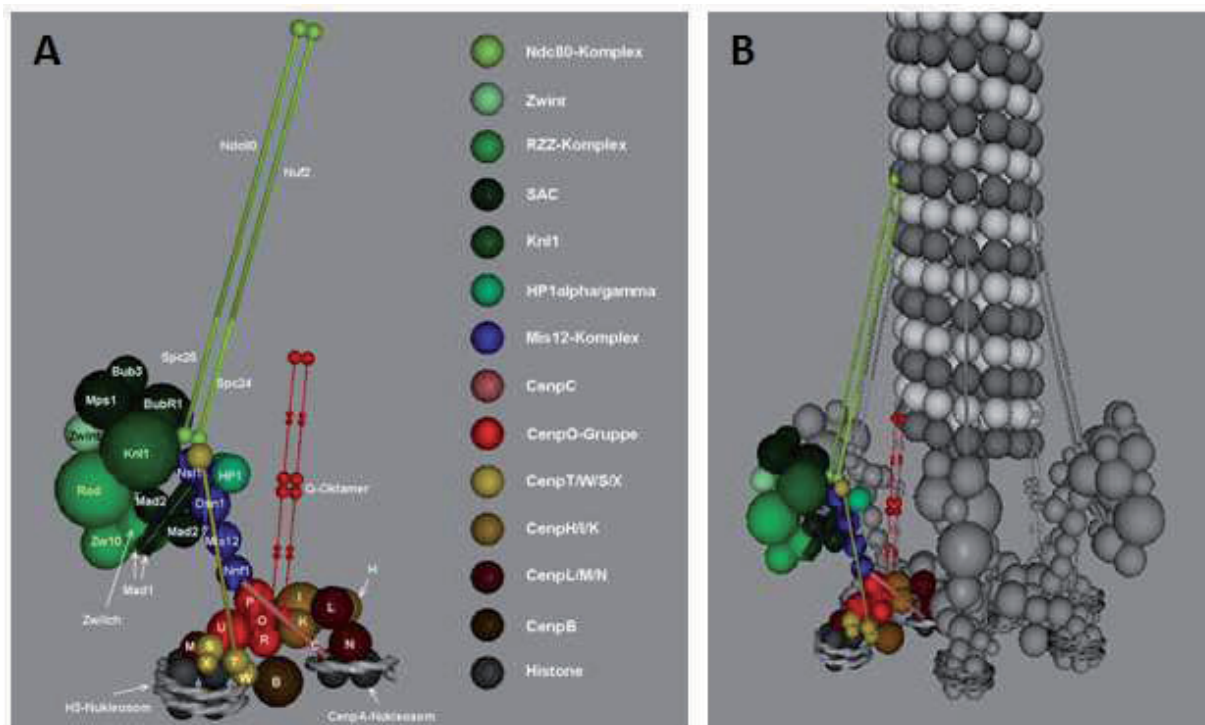 A
Ndc80-Komplex
Zwint
RZZ-Komplex
SAC
Knl1
HP1alpha/gamma
Mis12-Komplex
CenpC
CenpO-Gruppe
CenpT/W/S/X
CenpH/I/K
CenpL/M/N
CenpB
Histone
Ndc80
Nuf2
Spc25
Spc24
Bub3
Mps1
BubR1
Zwint
Knl1
Nsl1
HP1
Rod
Mad2
Dsn1
Q-Oktamer
Mad2
Mis12
Zw10
Nnf1
Mad1
Zwilch
H
P
I
L
O
K
U
R
M
S
C
N
X
T
W
B
H3-Nukleosom
CenpA-Nukleosom
B